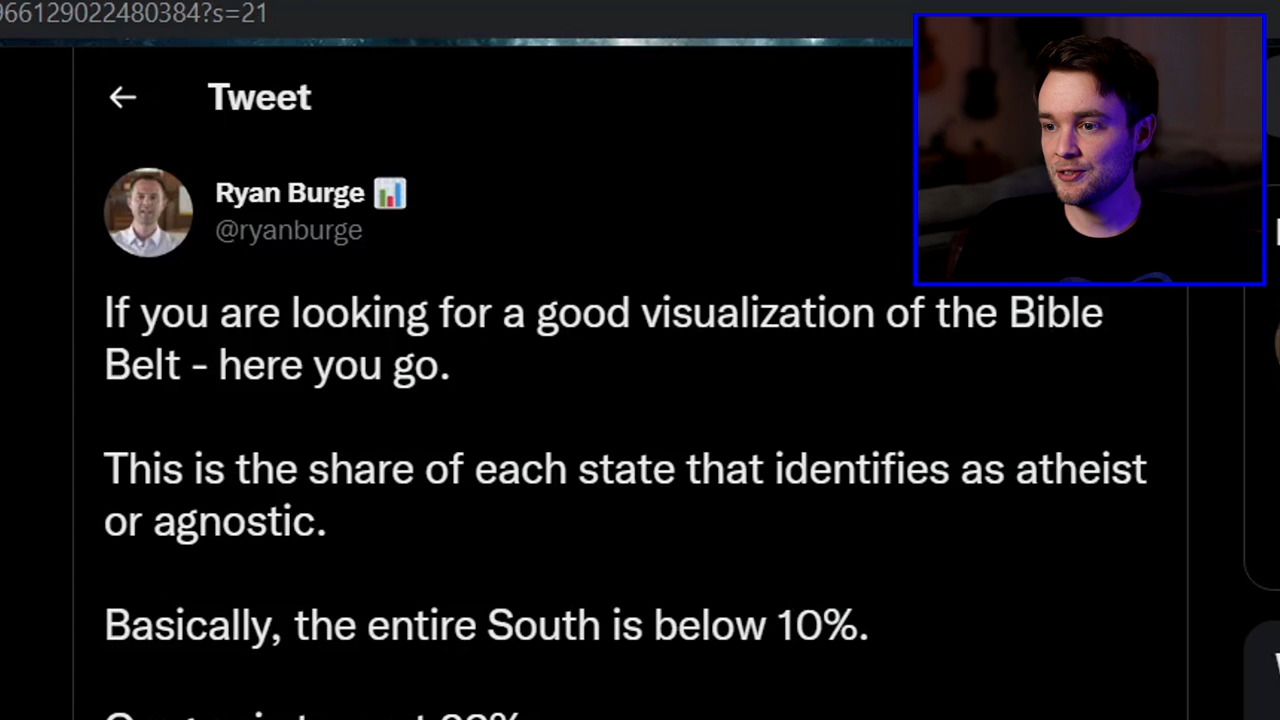 966129022480384?s=21
Tweet
Ryan Burge
@ryanburge
If you are looking for a good visualization of the Bible
Belt - here you go.
This is the share of each state that identifies as atheist
or agnostic.
Basically, the entire South is below 10%.